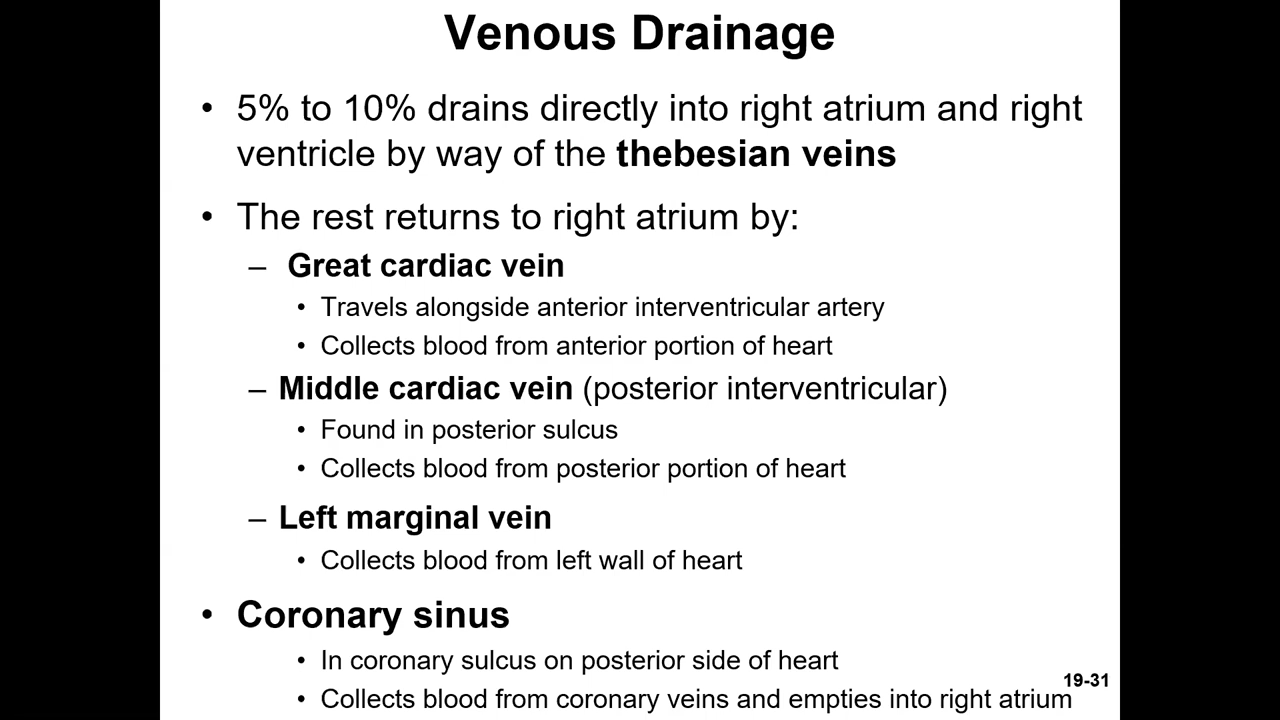 Venous Drainage
• 5% to 10% drains directly into right atrium and right
ventricle by way of the thebesian veins
• The rest returns to right atrium by:
– Great cardiac vein
• Travels alongside anterior interventricular artery
• Collects blood from anterior portion of heart
– Middle cardiac vein (posterior interventricular)
• Found in posterior sulcus
• Collects blood from posterior portion of heart
– Left marginal vein
• Collects blood from left wall of heart
• Coronary sinus
• In coronary sulcus on posterior side of heart
• Collects blood from coronary veins and empties into right atrium
19-31